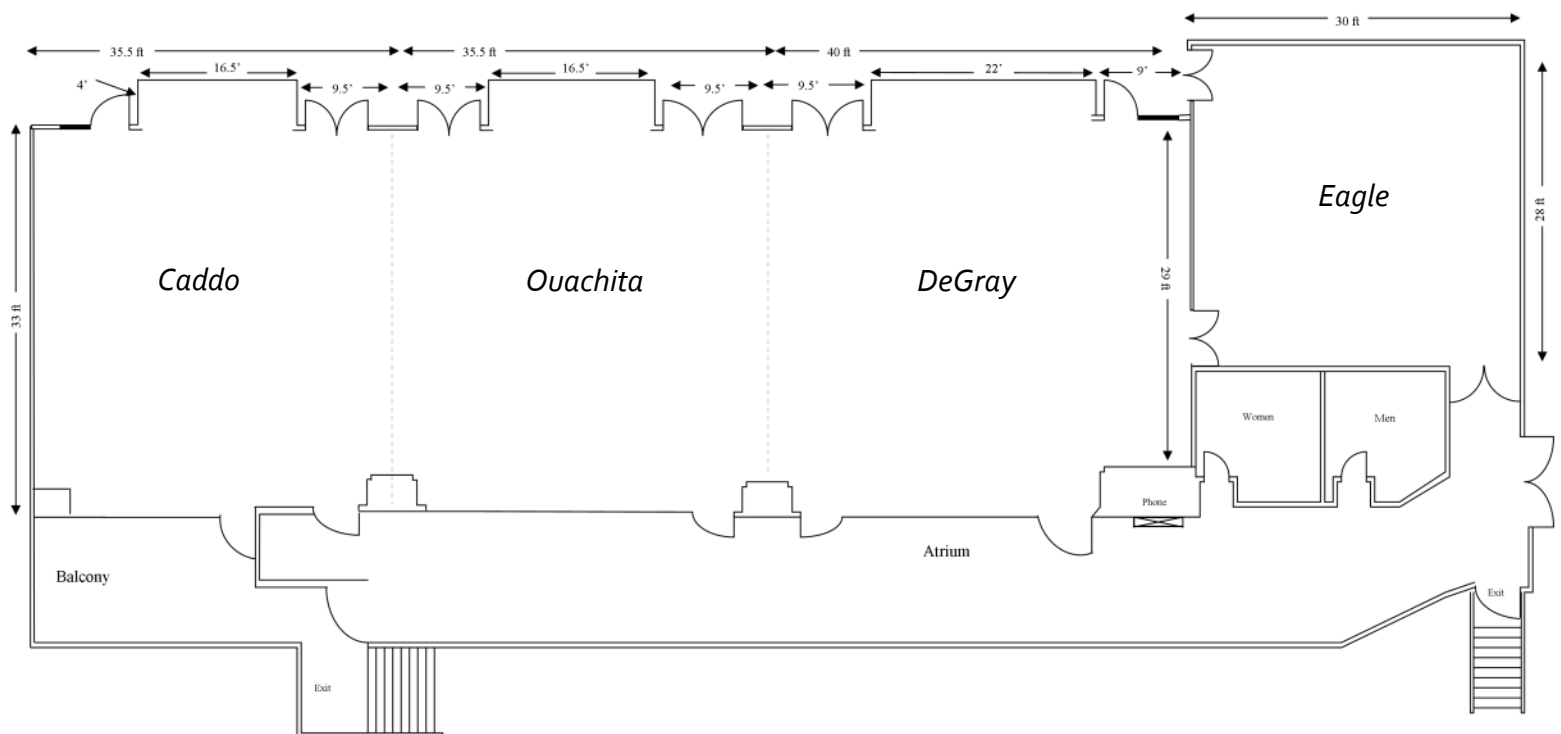 30 ft
35.5 ft
35.5 ft
40 ft
16.5’
16.5’
22’
9’
4’
9.5’
9.5’
9.5’
9.5’
Eagle
28 ft
Caddo
Ouachita
DeGray
29 ft
33 ft
Women
Men
Phone
Atrium
Balcony
Exit
Exit